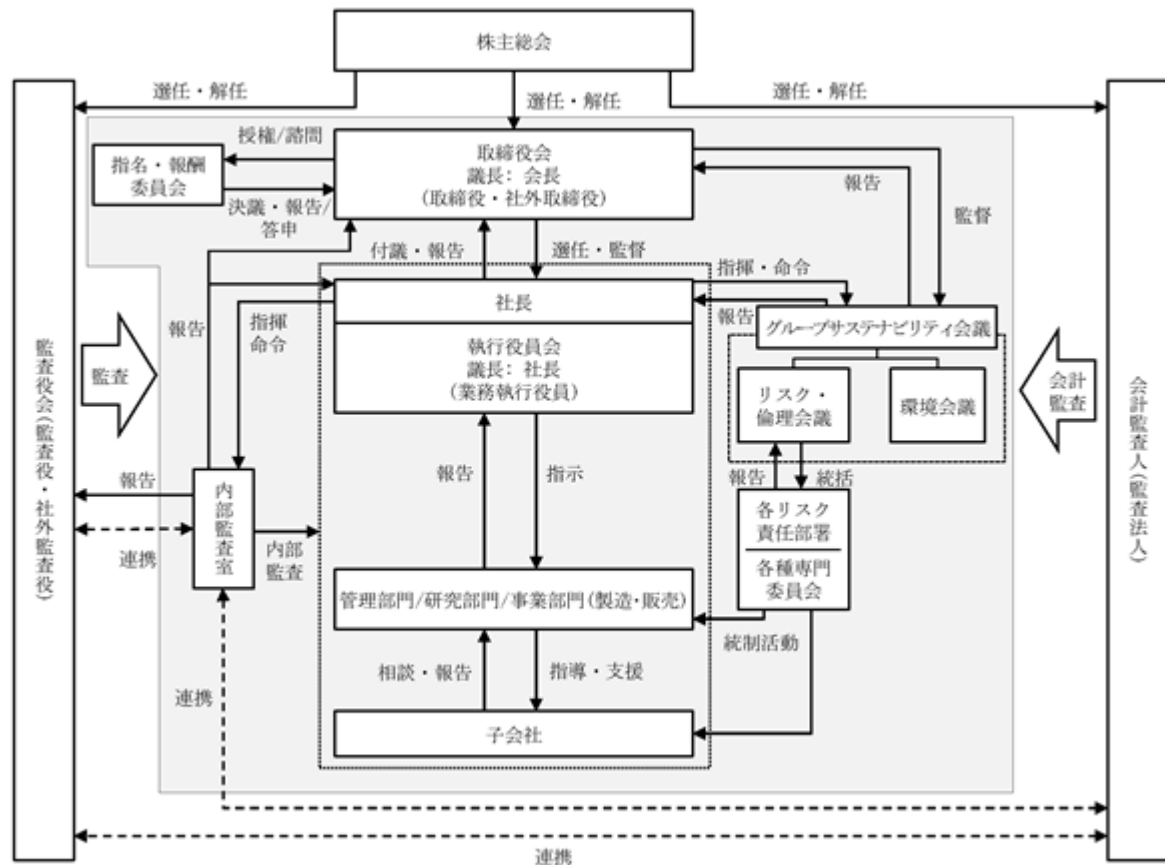 株主総会
選任・解任
選任・解任
選任・解任
授権/諮問
指名・報酬
委員会
取締役会
議長: 会長
(取締役・社外取締役)
報告
決議・報告/
答申
監督
付議・報告
選任・監督
指揮・命令
社長
報告
指揮
命令
報告
グループサステナビリティ会議
執行役員会
議長: 社長
(業務執行役員)
監査
監査役会(監査役・社外監査役)
リスク・
倫理会議
環境会議
会計
監査
会計監査人(監査法人)
報告
指示
報告
統括
報告
内部監査室
連携
内部
監査
各リスク
責任部署
各種専門
委員会
管理部門/研究部門/事業部門(製造・販売)
統制活動
相談・報告
指導・支援
連携
子会社
連携